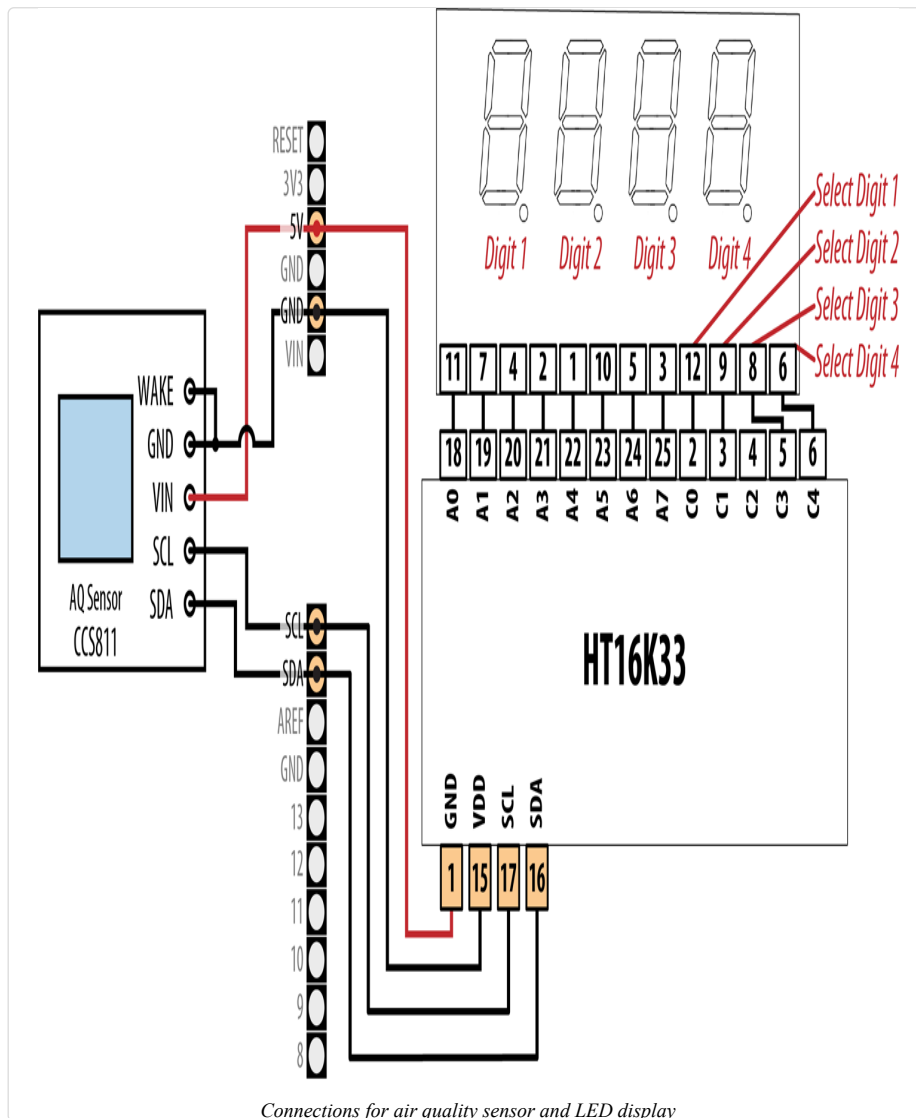 RESET
3V3
5V
GND
GND
VIN
WAKE
GND
VIN
SCL
SDA
AQ Sensor
CCS811
SCL
SDA
AREF
GND
13
12
11
10
9
8
Digit 1 Digit 2 Digit 3 Digit 4
Select Digit 1
Select Digit 2
Select Digit 3
Select Digit 4
11 7 4 2 1 10 5 3 12 9 8 6
18 19 20 21 22 23 24 25 2 3 4 5 6
A0 A1 A2 A3 A4 A5 A6 A7 C0 C1 C2 C3 C4
HT16K33
GND VDD SCL SDA
1 15 17 16
Connections for air quality sensor and LED display